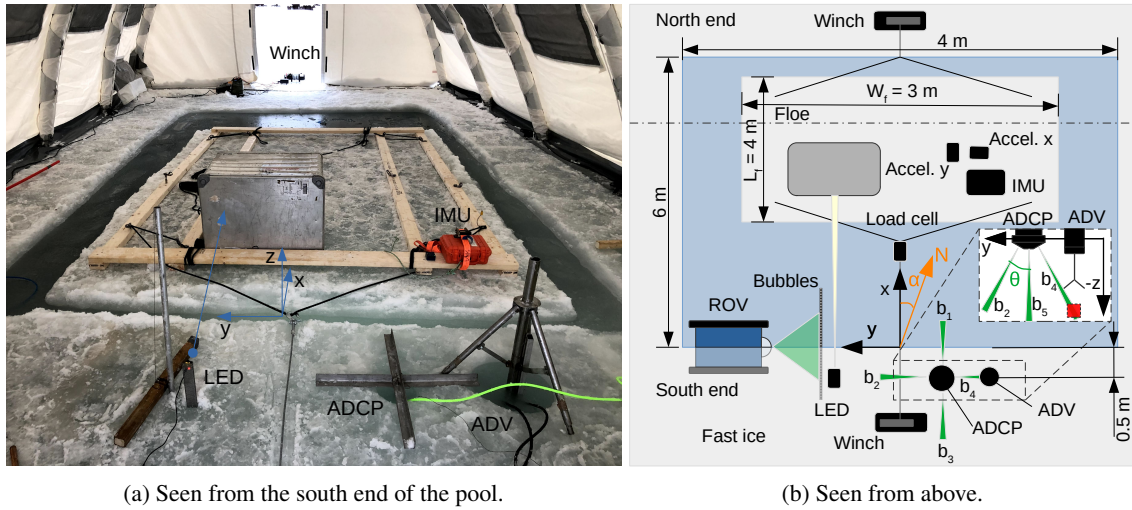 Winch
IMU
z
x
y
LED
ADCP
ADV
(a) Seen from the south end of the pool.
North end
Winch
4 m
W_f = 3 m
Floe
L_f = 4 m
6 m
Accel. x
Accel. y
IMU
Load cell
ADCP
ADV
y
-z
θ
b_2
b_5
b_4
N
α
x
Bubbles
ROV
y
b_1
b_2
b_4
b_3
South end
LED
ADV
ADCP
0.5 m
Fast ice
Winch
(b) Seen from above.